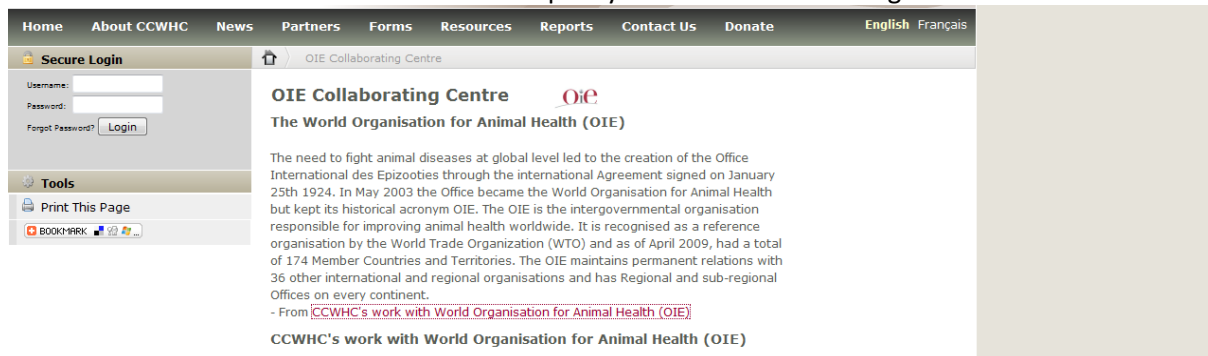 Home About CCWHC News Partners Forms Resources Reports Contact Us Donate English Français
Secure Login
OIE Collaborating Centre
Username:
Password:
Forgot Password? Login
Tools
Print This Page
BOOKMARK
OIE Collaborating Centre Oie
The World Organisation for Animal Health (OIE)
The need to fight animal diseases at global level led to the creation of the Office
International des Epizooties through the international Agreement signed on January
25th 1924. In May 2003 the Office became the World Organisation for Animal Health
but kept its historical acronym OIE. The OIE is the intergovernmental organisation
responsible for improving animal health worldwide. It is recognised as a reference
organisation by the World Trade Organization (WTO) and as of April 2009, had a total
of 174 Member Countries and Territories. The OIE maintains permanent relations with
36 other international and regional organisations and has Regional and sub-regional
Offices on every continent.
- From CCWHC's work with World Organisation for Animal Health (OIE)
CCWHC's work with World Organisation for Animal Health (OIE)